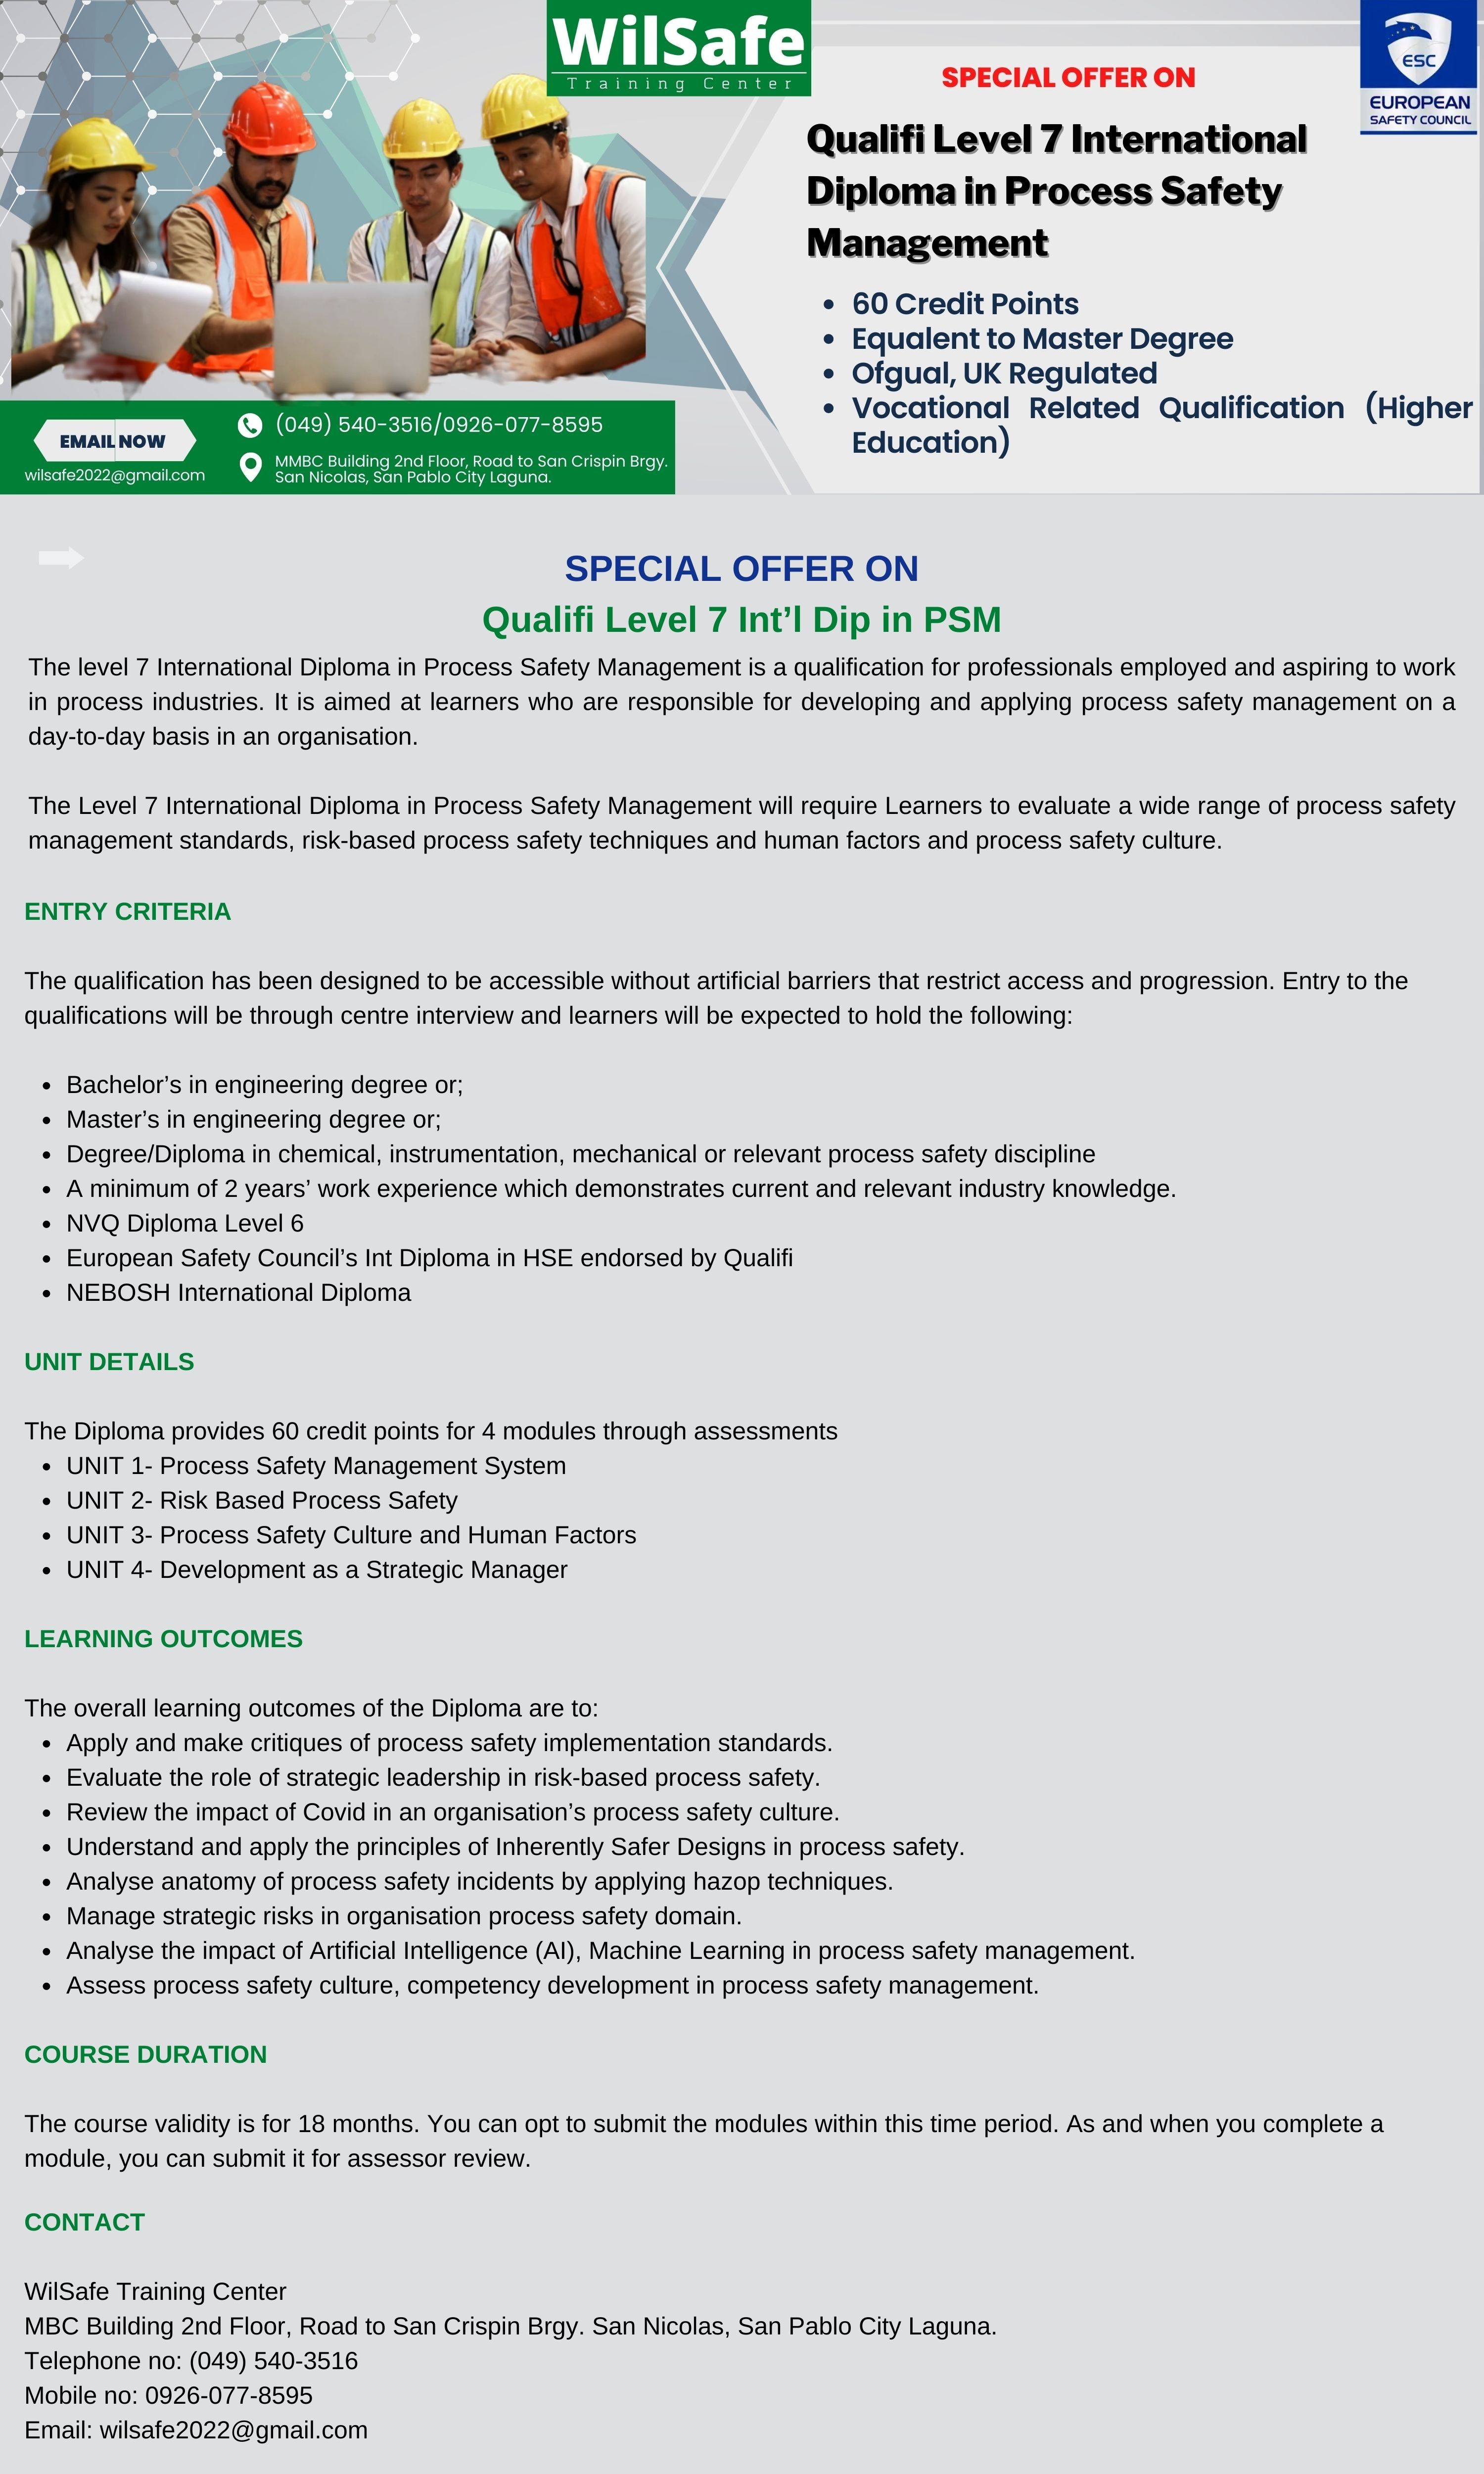 WilSafe
Training Center
SPECIAL OFFER ON
ESC
EUROPEAN
SAFETY COUNCIL
Qualifi Level 7 International
Diploma in Process Safety
Management
• 60 Credit Points
• Equalent to Master Degree
• Ofgual, UK Regulated
• Vocational Related Qualification (Higher
Education)
EMAIL NOW
wilsafe2022@gmail.com
(049) 540-3516/0926-077-8595
MMBC Building 2nd Floor, Road to San Crispin Brgy.
San Nicolas, San Pablo City Laguna.
SPECIAL OFFER ON
Qualifi Level 7 Int’l Dip in PSM
The level 7 International Diploma in Process Safety Management is a qualification for professionals employed and aspiring to work
in process industries. It is aimed at learners who are responsible for developing and applying process safety management on a
day-to-day basis in an organisation.
The Level 7 International Diploma in Process Safety Management will require Learners to evaluate a wide range of process safety
management standards, risk-based process safety techniques and human factors and process safety culture.
ENTRY CRITERIA
The qualification has been designed to be accessible without artificial barriers that restrict access and progression. Entry to the
qualifications will be through centre interview and learners will be expected to hold the following:
• Bachelor’s in engineering degree or;
• Master’s in engineering degree or;
• Degree/Diploma in chemical, instrumentation, mechanical or relevant process safety discipline
• A minimum of 2 years’ work experience which demonstrates current and relevant industry knowledge.
• NVQ Diploma Level 6
• European Safety Council’s Int Diploma in HSE endorsed by Qualifi
• NEBOSH International Diploma
UNIT DETAILS
The Diploma provides 60 credit points for 4 modules through assessments
• UNIT 1- Process Safety Management System
• UNIT 2- Risk Based Process Safety
• UNIT 3- Process Safety Culture and Human Factors
• UNIT 4- Development as a Strategic Manager
LEARNING OUTCOMES
The overall learning outcomes of the Diploma are to:
• Apply and make critiques of process safety implementation standards.
• Evaluate the role of strategic leadership in risk-based process safety.
• Review the impact of Covid in an organisation’s process safety culture.
• Understand and apply the principles of Inherently Safer Designs in process safety.
• Analyse anatomy of process safety incidents by applying hazop techniques.
• Manage strategic risks in organisation process safety domain.
• Analyse the impact of Artificial Intelligence (AI), Machine Learning in process safety management.
• Assess process safety culture, competency development in process safety management.
COURSE DURATION
The course validity is for 18 months. You can opt to submit the modules within this time period. As and when you complete a
module, you can submit it for assessor review.
CONTACT
WilSafe Training Center
MBC Building 2nd Floor, Road to San Crispin Brgy. San Nicolas, San Pablo City Laguna.
Telephone no: (049) 540-3516
Mobile no: 0926-077-8595
Email: wilsafe2022@gmail.com